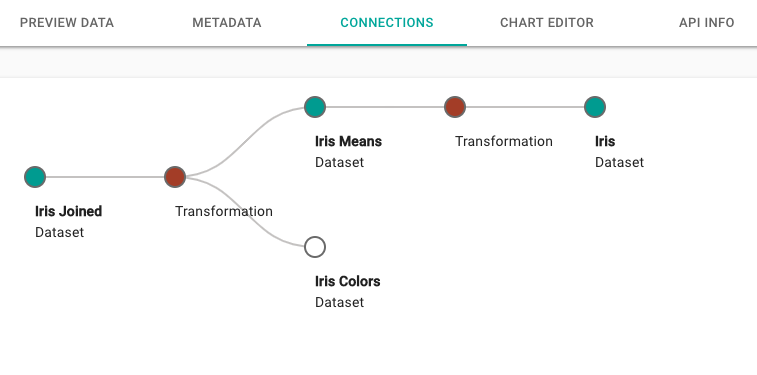 PREVIEW DATA
METADATA
CONNECTIONS
CHART EDITOR
API INFO
Iris Joined
Dataset
Transformation
Iris Means
Dataset
Transformation
Iris
Dataset
Iris Colors
Dataset